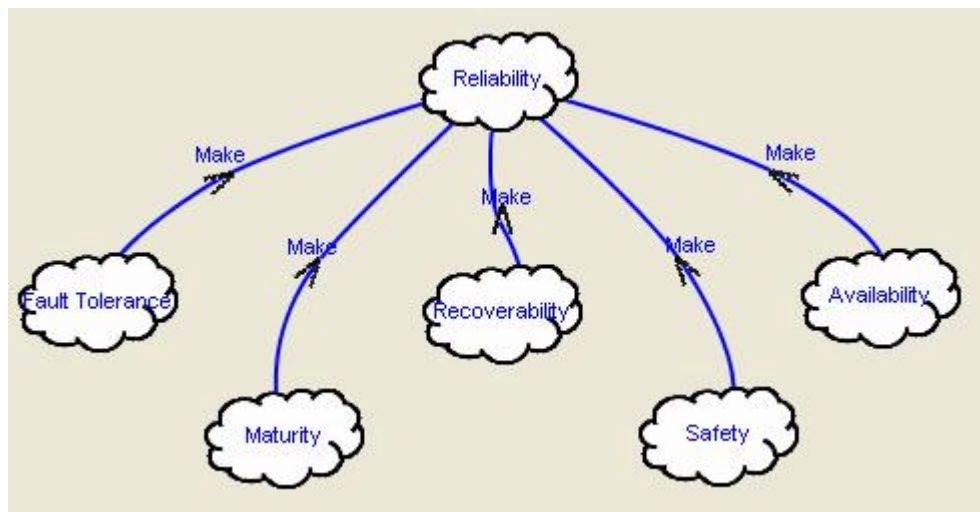 Reliability
Make
Make
Make
Make
Make
Fault Tolerance
Recoverability
Availability
Maturity
Safety